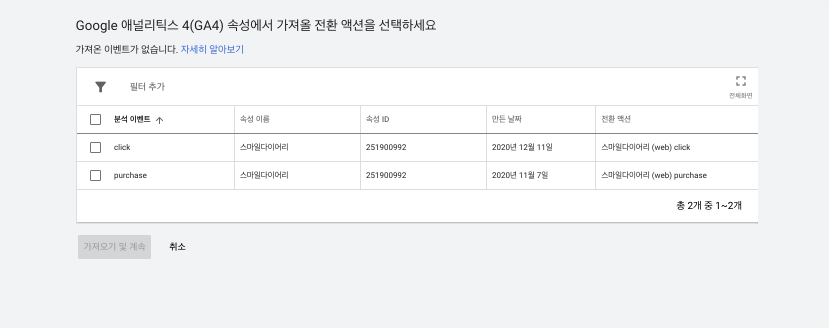 Google 애널리틱스 4(GA4) 속성에서 가져올 전환 액션을 선택하세요
가져온 이벤트가 없습니다. 자세히 알아보기
필터 추가
전체화면
분석 이벤트 ↑ 속성 이름 속성 ID 만든 날짜 전환 액션
click 스마일다이어리 251900992 2020년 12월 11일 스마일다이어리 (web) click
purchase 스마일다이어리 251900992 2020년 11월 7일 스마일다이어리 (web) purchase
총 2개 중 1~2개
가져오기 및 계속 취소